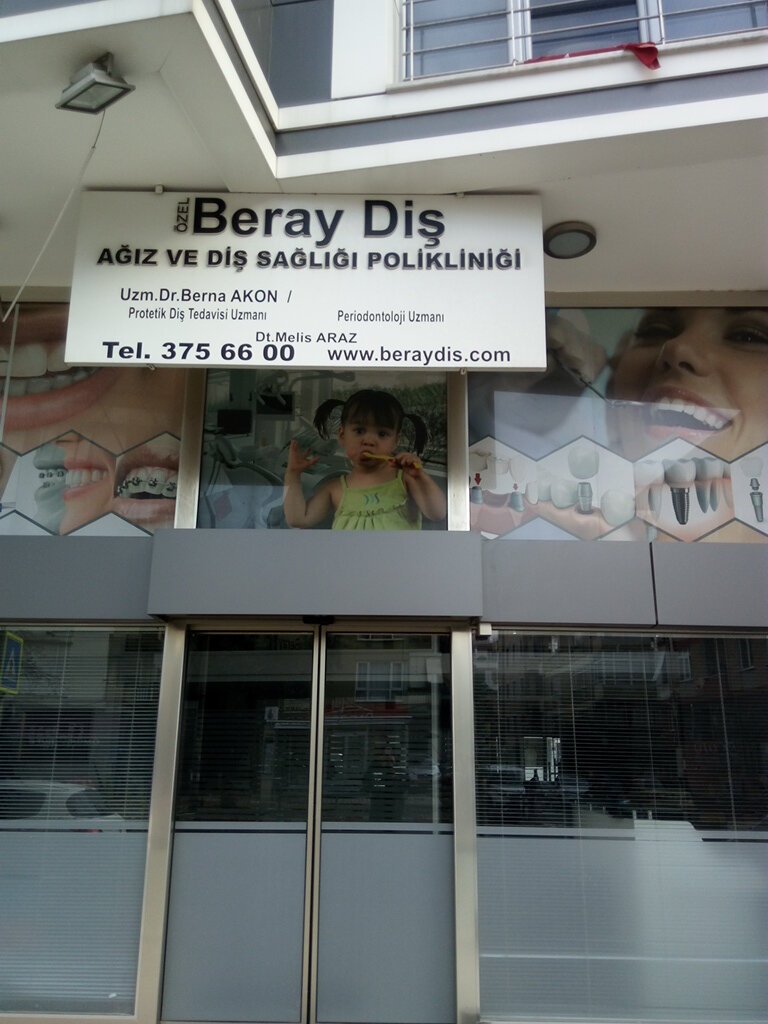 ÖZEL Beray Diş
AĞIZ VE DİŞ SAĞLIĞI POLİKLİNİĞİ
Uzm.Dr.Berna AKON /
Protetik Diş Tedavisi Uzmanı Periodontoloji Uzmanı
Dt.Melis ARAZ
Tel. 375 66 00 www.beraydis.com